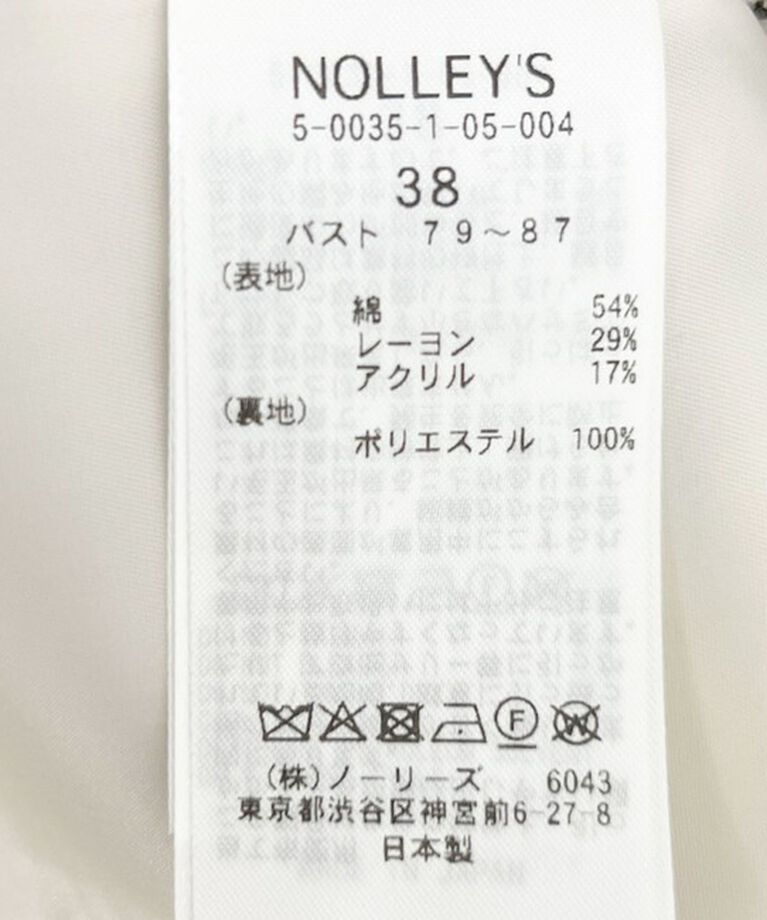 NOLLEY'S
5-0035-1-05-004
38
バスト 79～87
(表地)
綿 54%
レーヨン 29%
アクリル 17%
(裏地)
ポリエステル 100%
F W
(株)ノーリーズ 6043
東京都渋谷区神宮前6-27-8
日本製